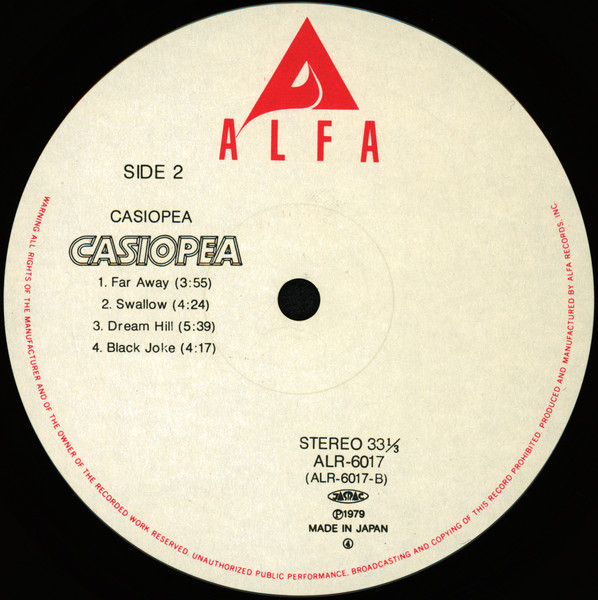 ALFA
SIDE 2
CASIOPEA
CASIOPEA
1. Far Away (3:55)
2. Swallow (4:24)
3. Dream Hill (5:39)
4. Black Joke (4:17)
STEREO 33⅓
ALR-6017
(ALR-6017-B)
JASRAC
Ⓟ1979
MADE IN JAPAN
④
WARNING ALL RIGHTS OF THE MANUFACTURER AND OF THE OWNER OF THE RECORDED WORK RESERVED. UNAUTHORIZED PUBLIC PERFORMANCE, BROADCASTING AND COPYING OF THIS RECORD PROHIBITED. PRODUCED AND MANUFACTURED BY ALFA RECORDS, INC.